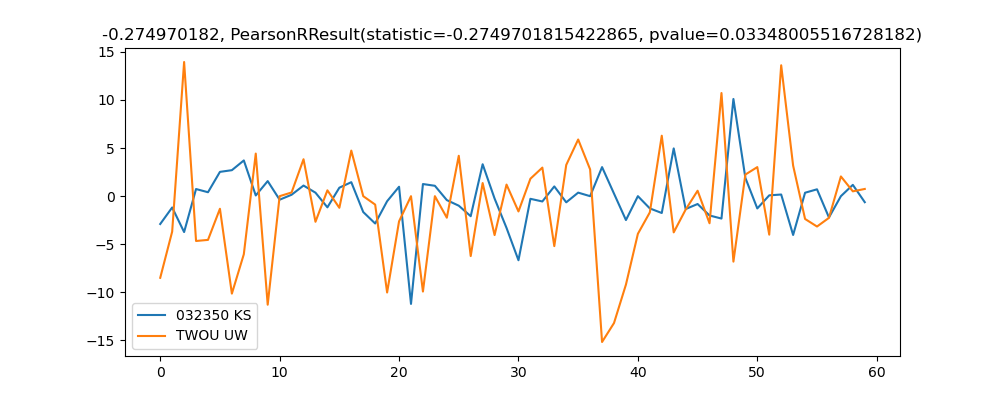 -0.274970182, PearsonRResult(statistic=-0.2749701815422865, pvalue=0.03348005516728182)
15
10
5
0
−5
−10
−15
032350 KS
TWOU UW
0 10 20 30 40 50 60